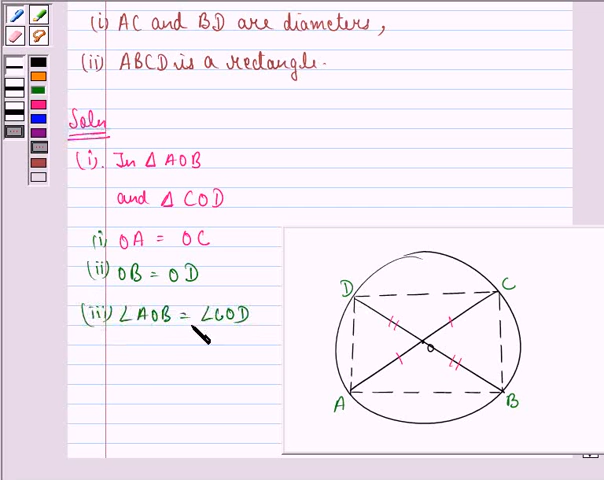 (i) AC and BD are diameters,
(ii) ABCD is a rectangle.
Soln
(i). In Δ AOB
and Δ COD
(i) OA = OC
(ii) OB = OD
(iii) ∠AOB = ∠COD
D
C
O
A
B